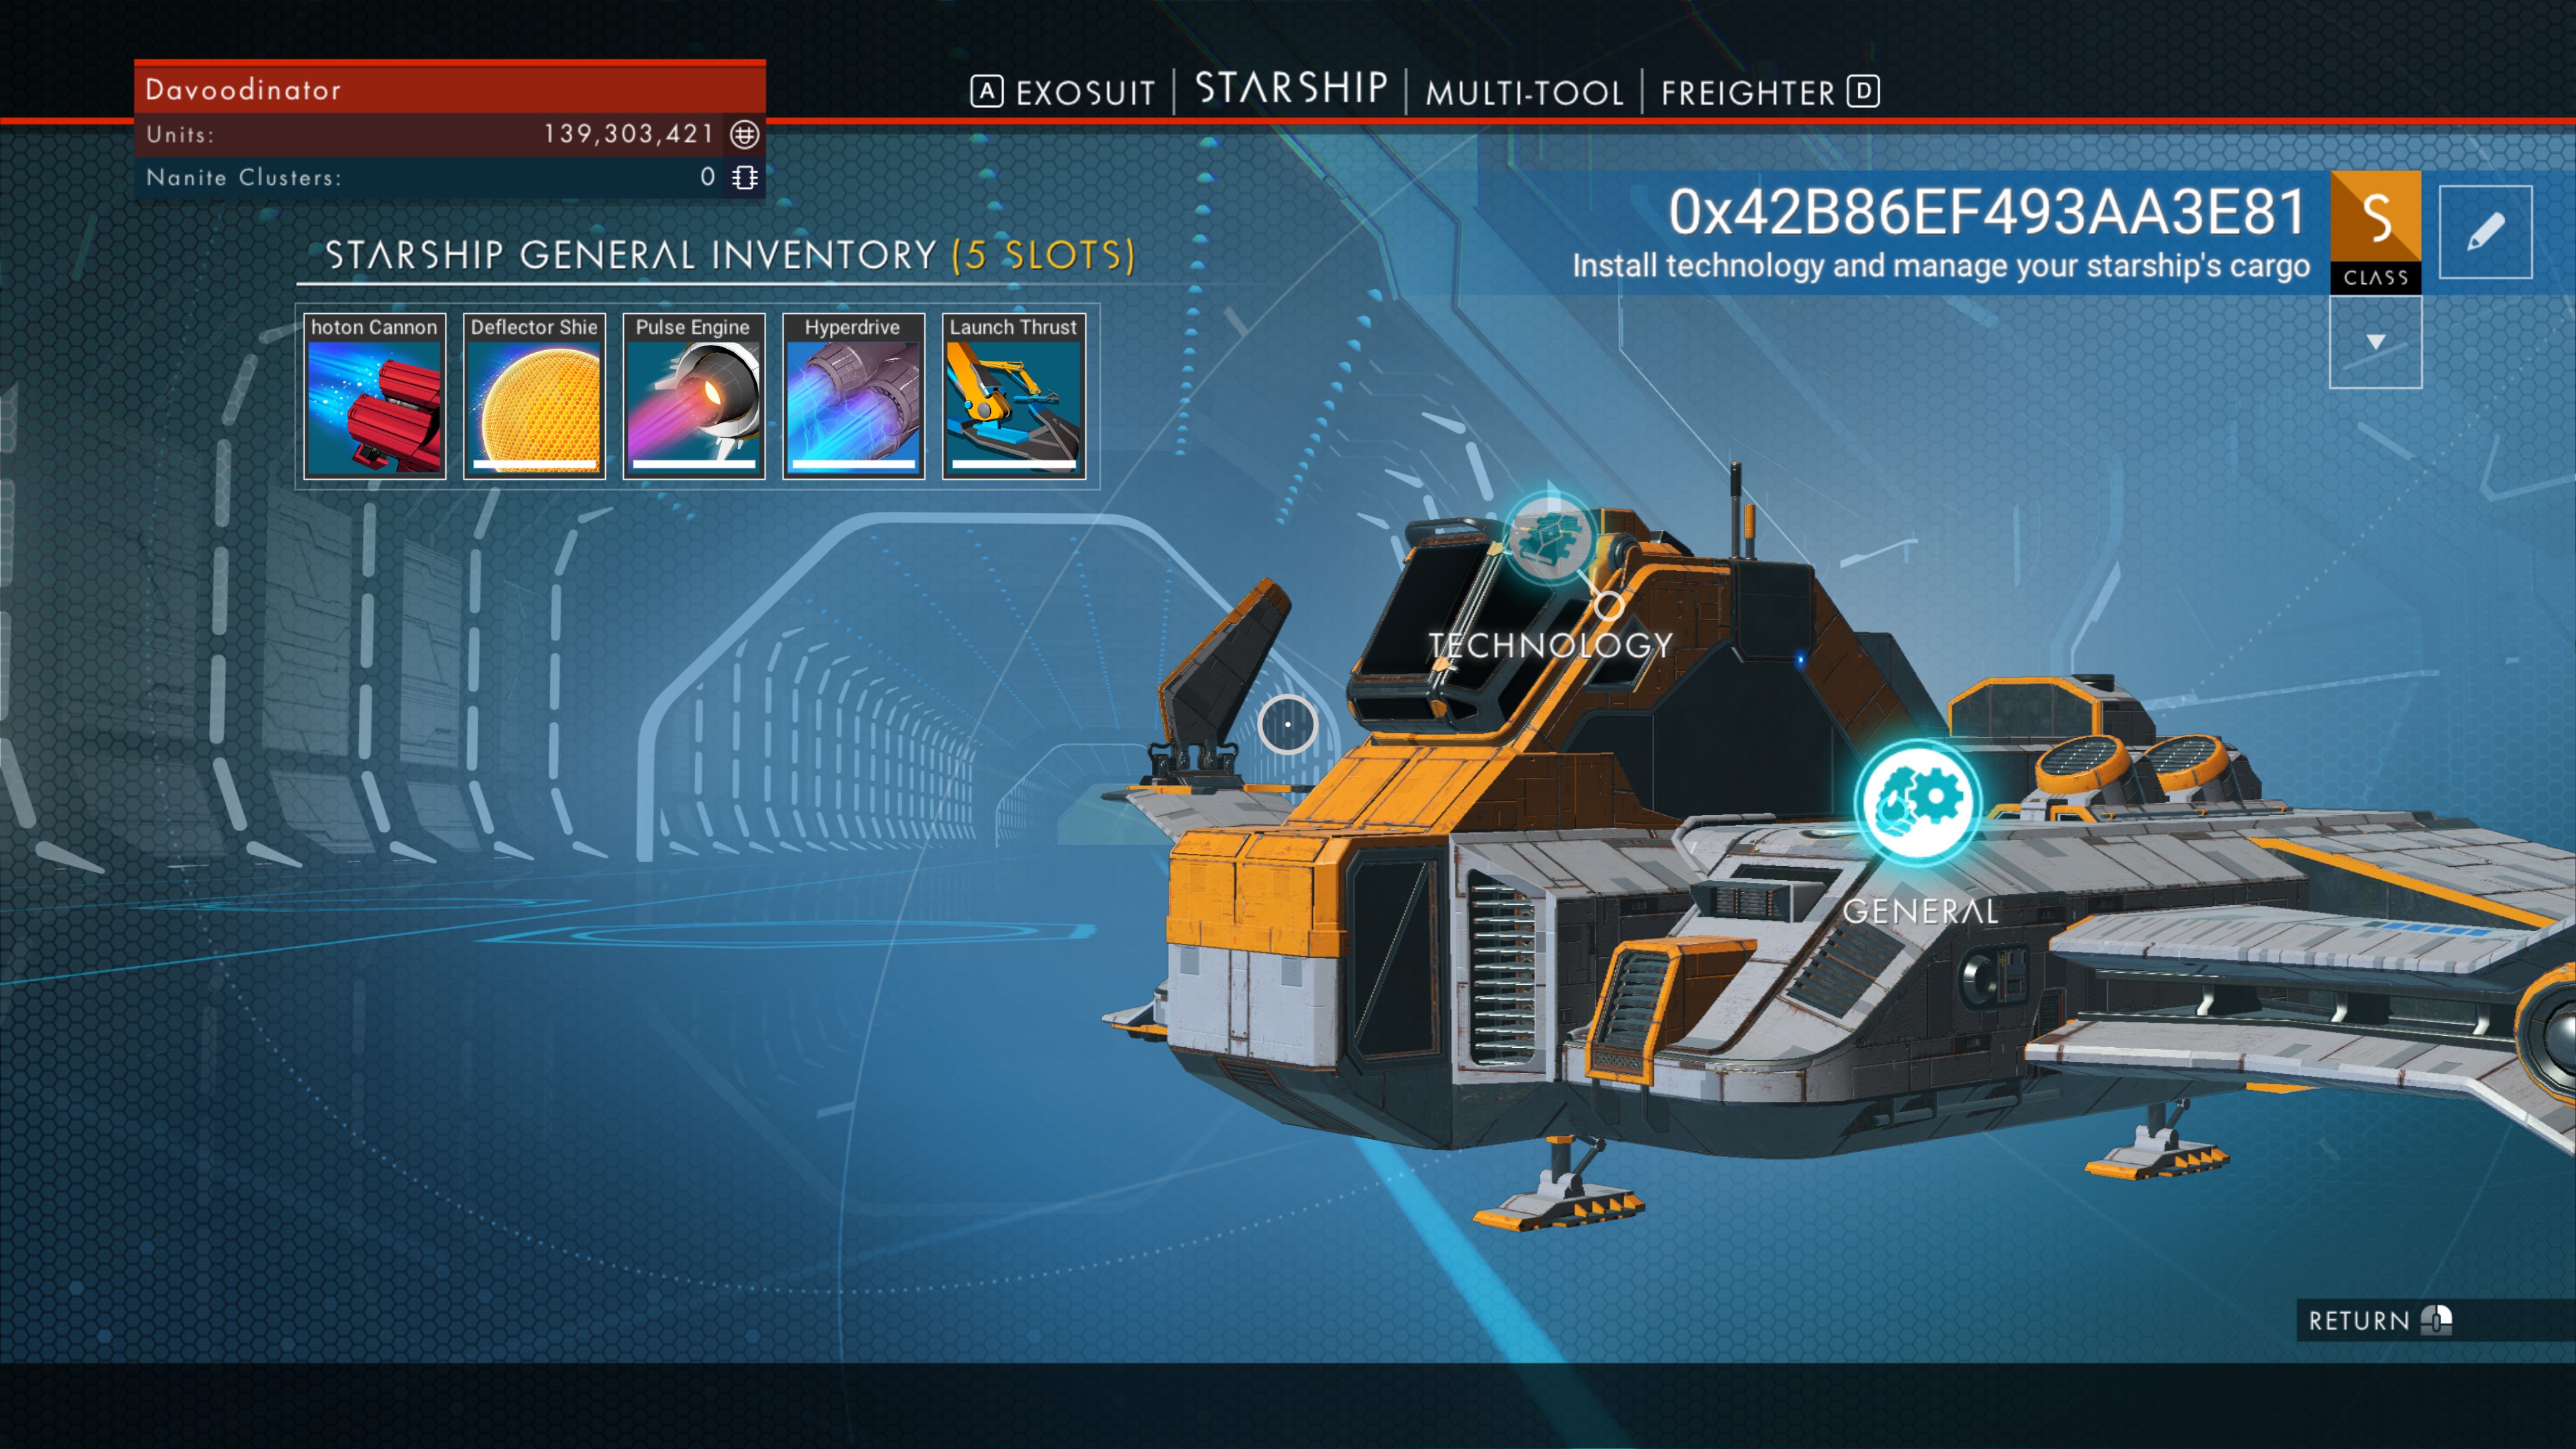 Davoodinator
Units: 139,303,421
Nanite Clusters: 0
A EXOSUIT STARSHIP MULTI-TOOL FREIGHTER D
0x42B86EF493AA3E81
Install technology and manage your starship's cargo
S
CLASS
STARSHIP GENERAL INVENTORY (5 SLOTS)
hoton Cannon Deflector Shie Pulse Engine Hyperdrive Launch Thrust
TECHNOLOGY
GENERAL
RETURN